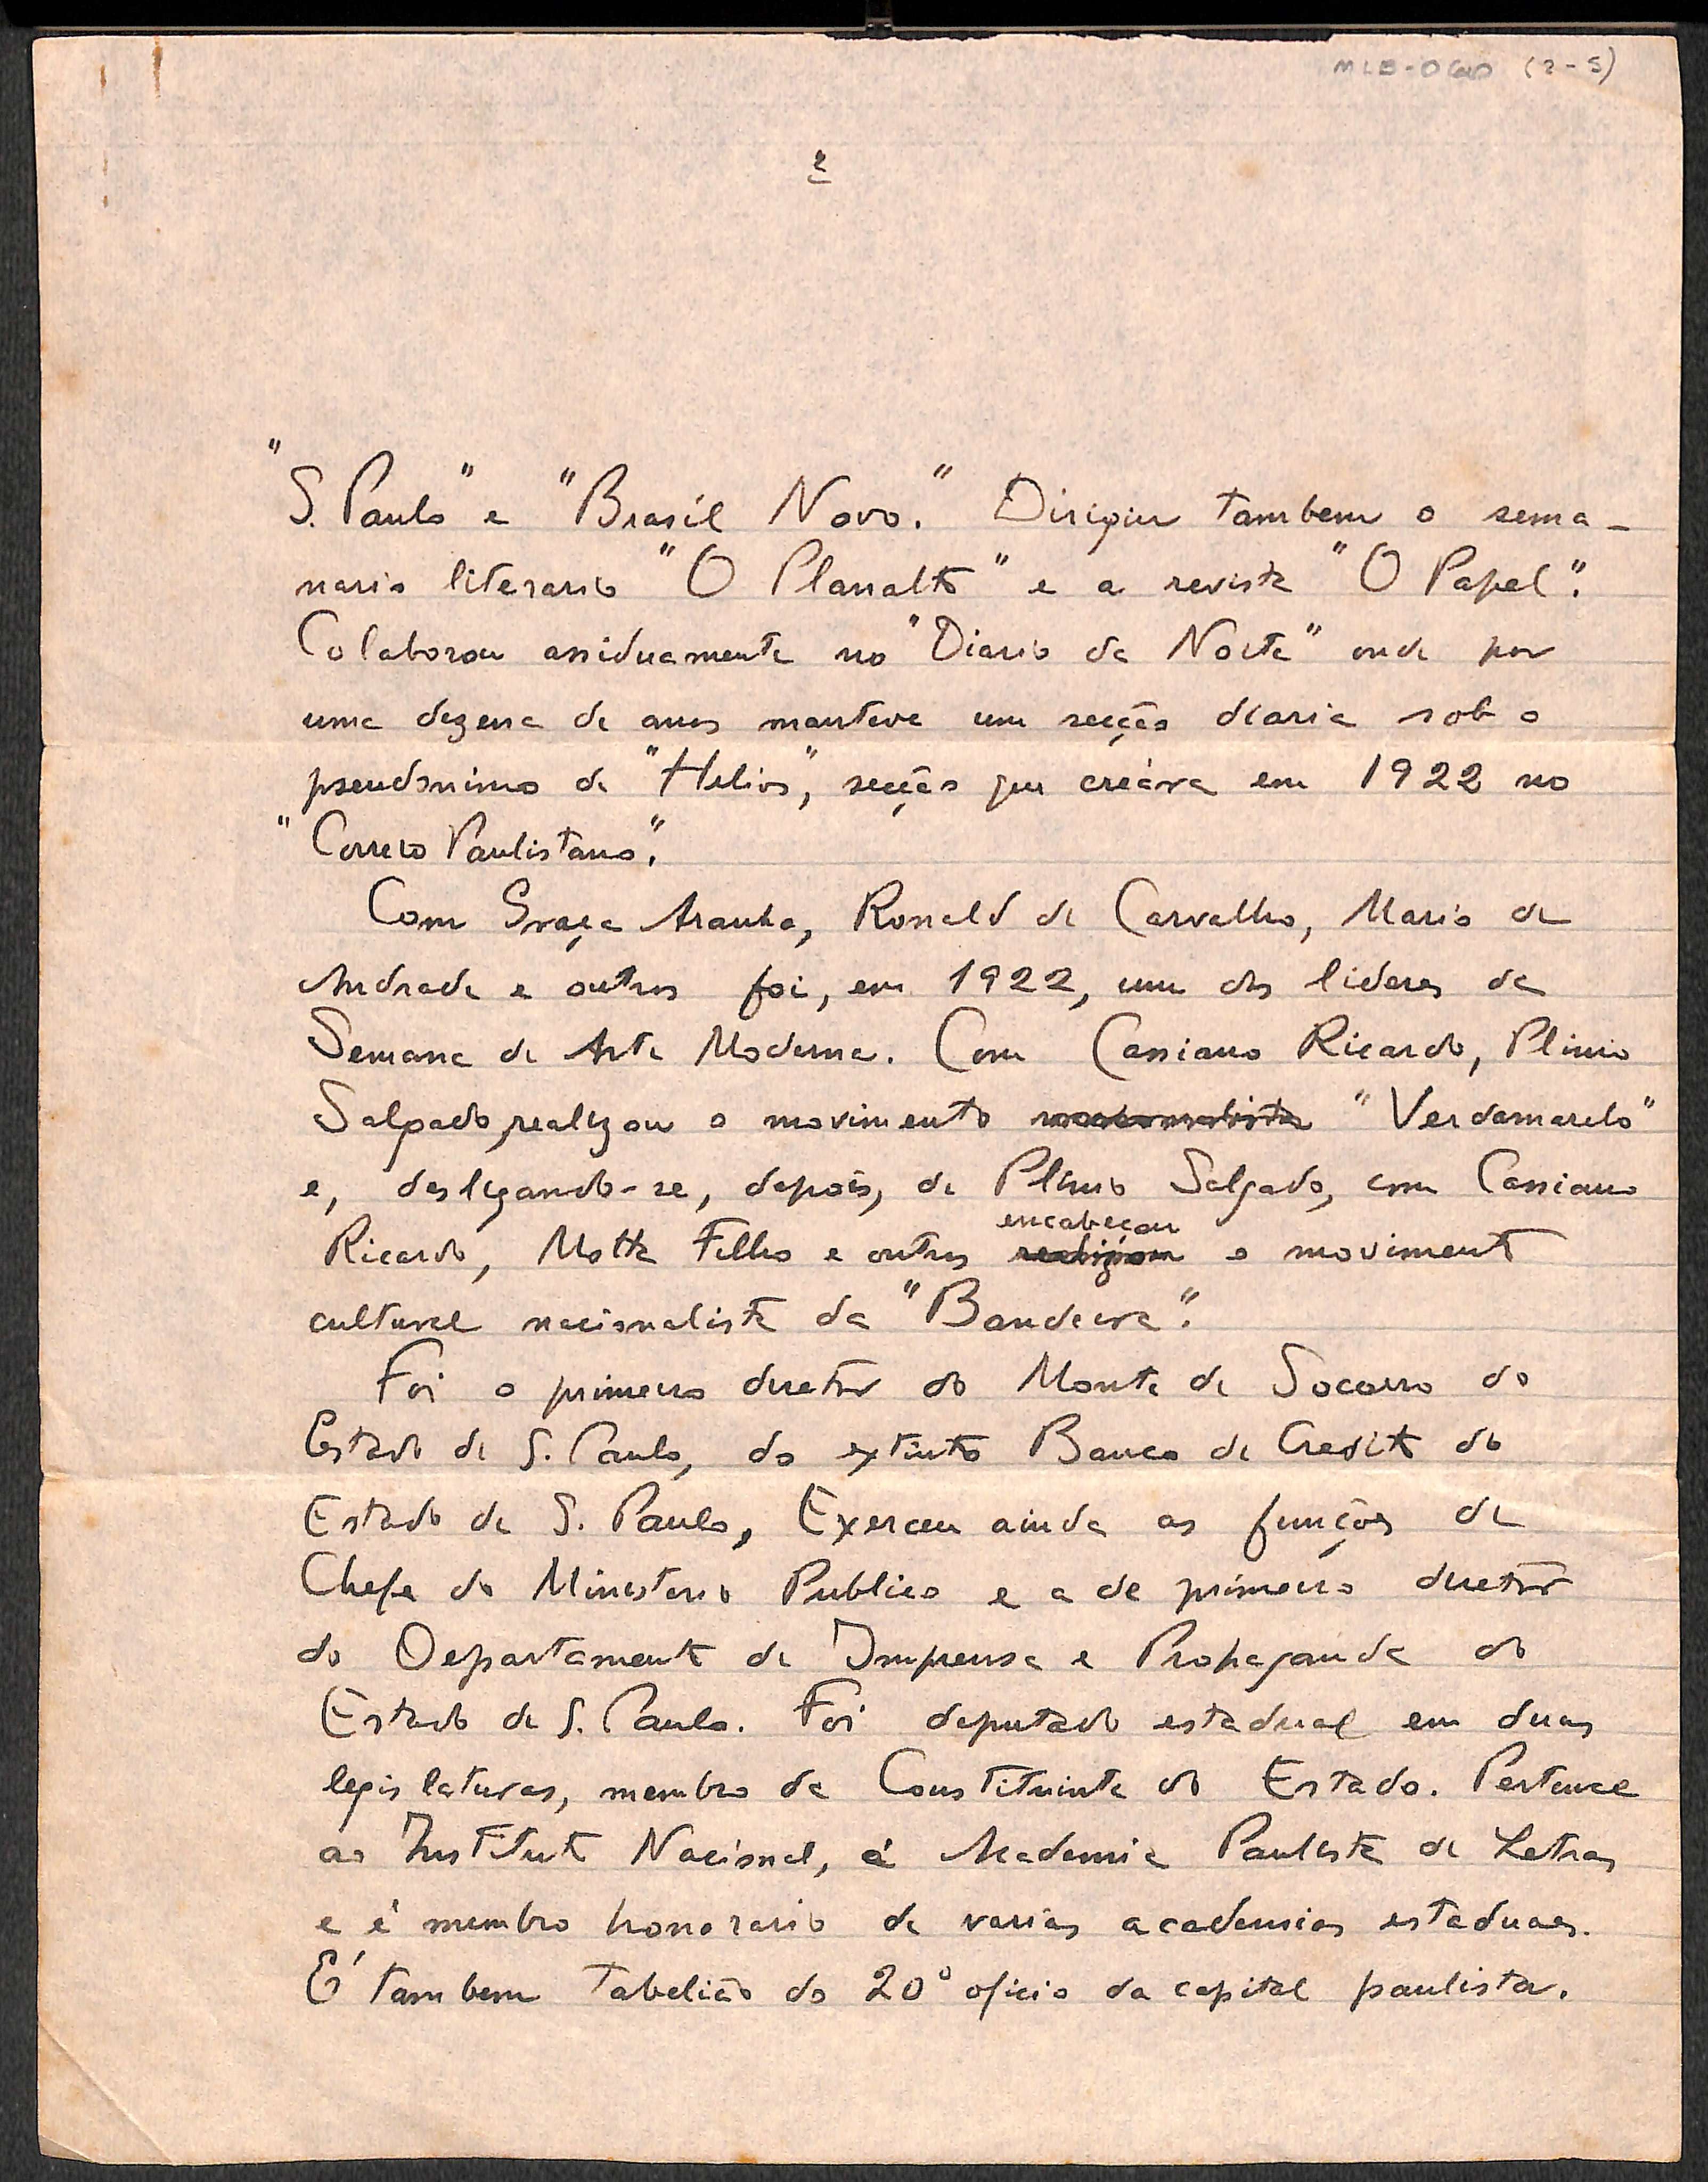 (2-5)
2
"S. Paulo" e "Brasil Novo." Dirigiu tambem o sema-
nario literario "O Planalto" e a revista "O Papel".
Colaborou assiduamente no "Diario da Noite" onde por
uma dezena de anos manteve um secção diaria sob o
pseudonimo de "Helios", secção que creára em 1922 no
"Correio Paulistano".
Com Graça Aranha, Ronald de Carvalho, Mario de
Andrade e outros foi, em 1922, um dos lideres da
Semana de Arte Moderna. Com Cassiano Ricardo, Plinio
Salgado, realizou o movimento "Verdamarelo"
e, desligando-se, depois, de Plinio Salgado, com Cassiano
encabeçou
Ricardo, Motta Filho e outros realizou o movimento
cultural nacionalista da "Bandeira".
Foi o primeiro diretor do Monte de Socorro do
Estado de S. Paulo, do extinto Banco de Credito do
Estado de S. Paulo, Exerceu ainda as funções de
Chefe do Ministerio Publico e a de primeiro diretor
do Departamento de Imprensa e Propaganda do
Estado de S. Paulo. Foi deputado estadual em duas
legislaturas, membro da Constituinte do Estado. Pertence
ao Instituto Nacional, á Academia Paulista de Letras
e é membro honorario de varias academias estaduaes.
É tambem Tabelião do 20º oficio da capital paulista.